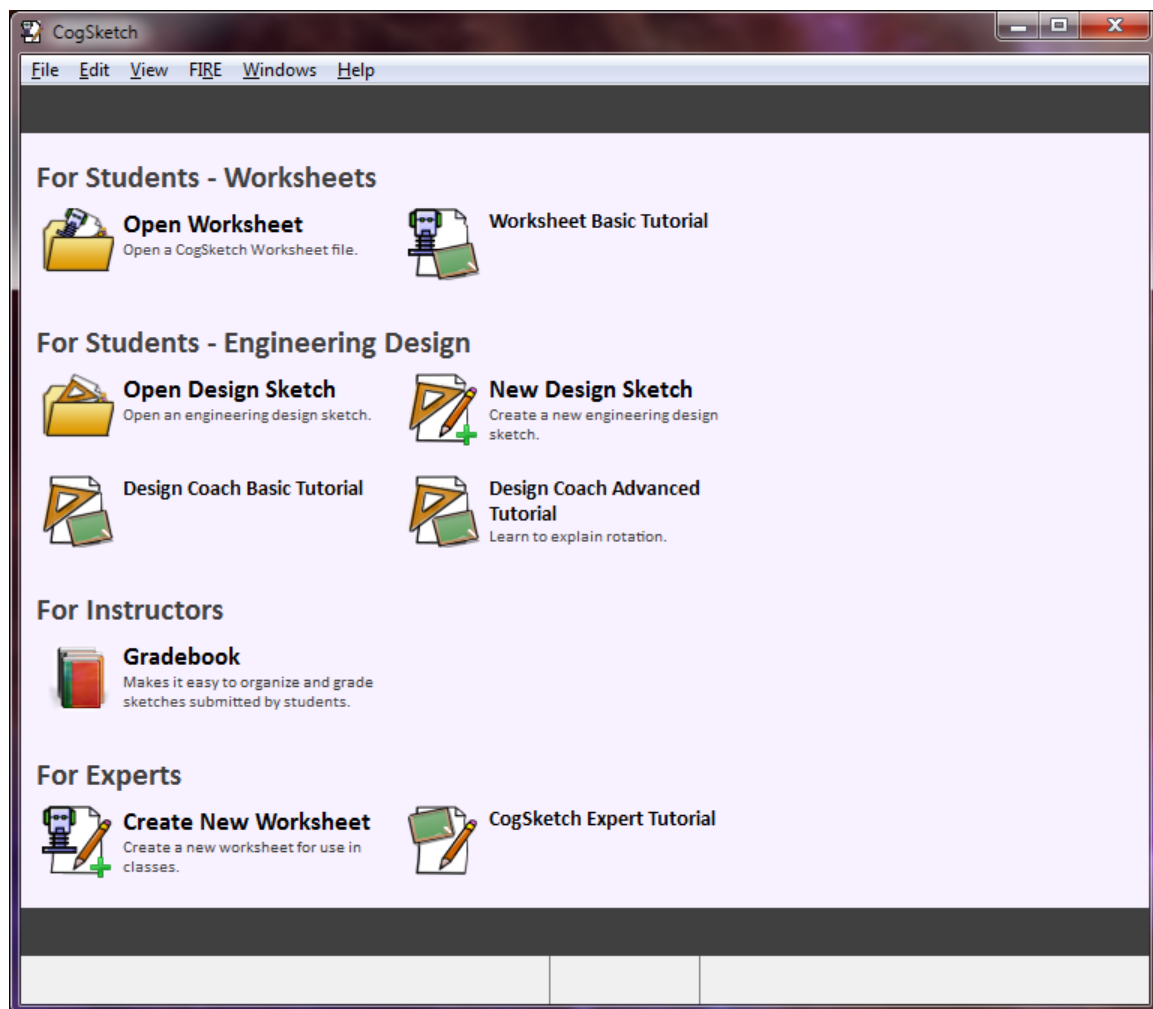 CogSketch
File Edit View FIRE Windows Help
For Students - Worksheets
Open Worksheet
Open a CogSketch Worksheet file.
Worksheet Basic Tutorial
For Students - Engineering Design
Open Design Sketch
Open an engineering design sketch.
New Design Sketch
Create a new engineering design
sketch.
Design Coach Basic Tutorial
Design Coach Advanced
Tutorial
Learn to explain rotation.
For Instructors
Gradebook
Makes it easy to organize and grade
sketches submitted by students.
For Experts
Create New Worksheet
Create a new worksheet for use in
classes.
CogSketch Expert Tutorial